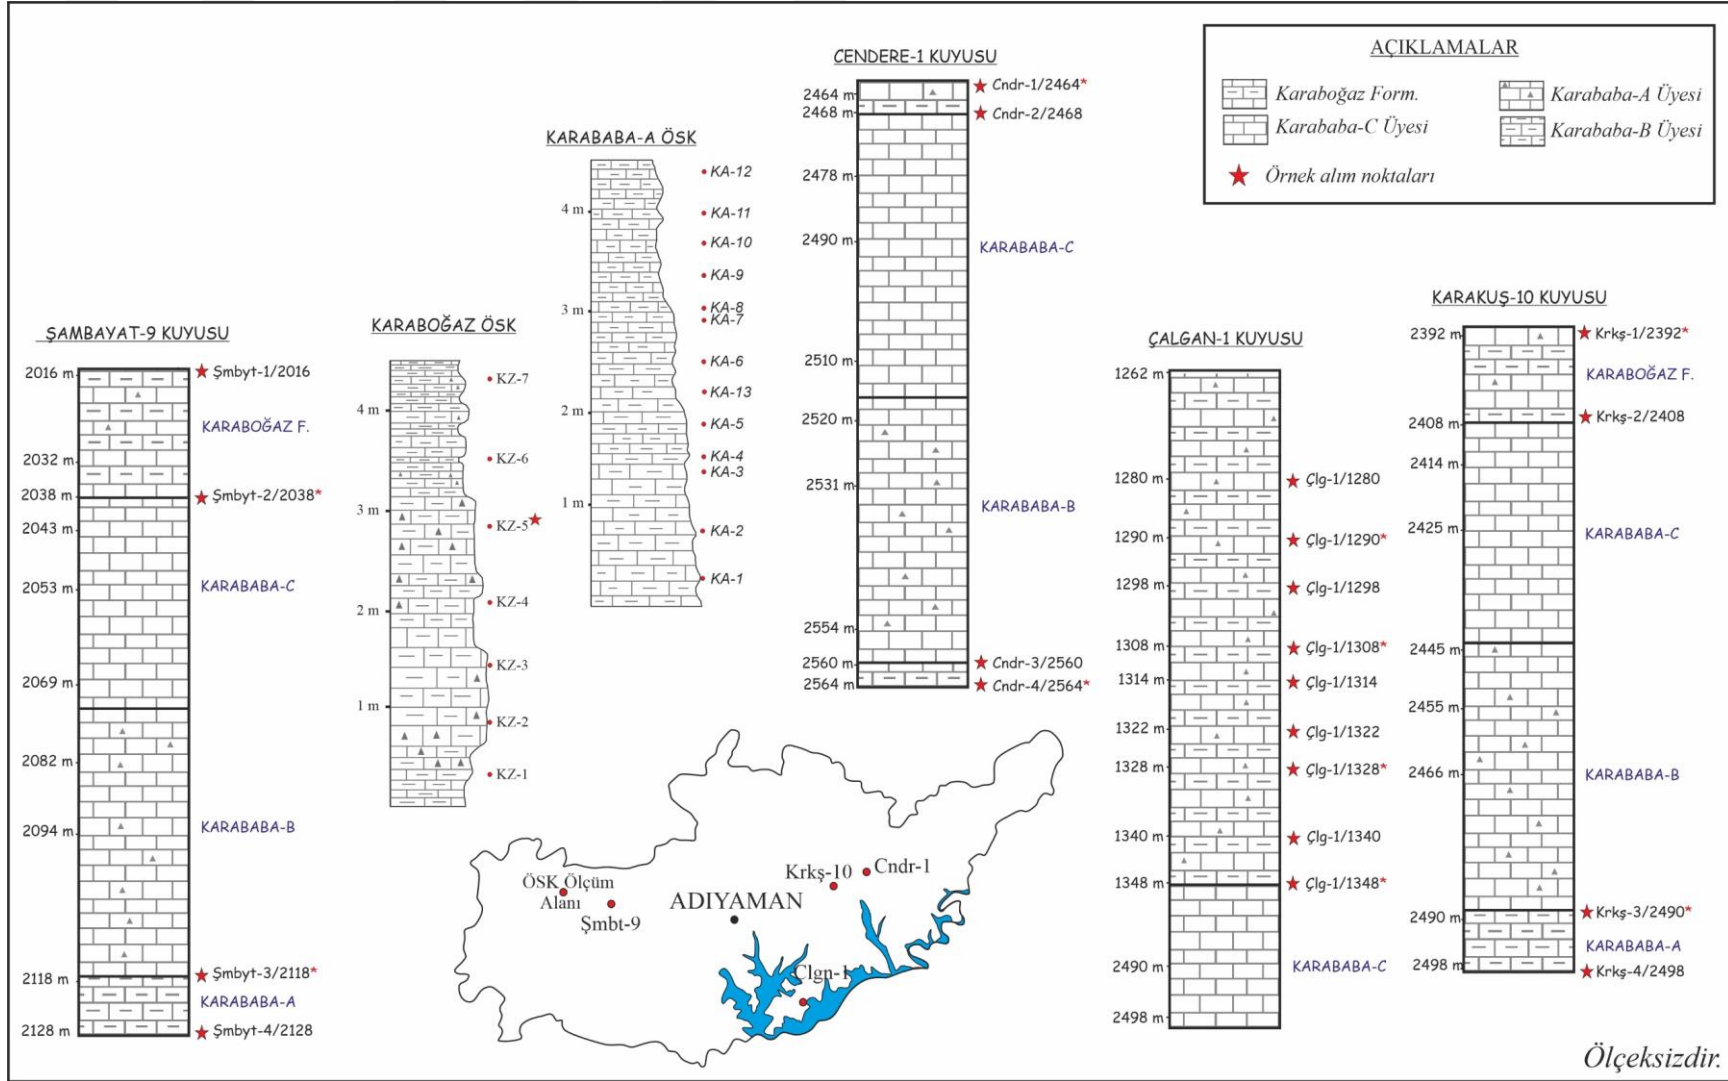 ŞAMBAYAT-9 KUYUSU
2016 m
2032 m
2038 m
2043 m
2053 m
2069 m
2082 m
2094 m
2118 m
2128 m
Şmbyt-1/2016
KARABOĞAZ F.
Şmbyt-2/2038*
KARABABA-C
KARABABA-B
Şmbyt-3/2118*
KARABABA-A
Şmbyt-4/2128
KARABOĞAZ ÖSK
4 m
3 m
2 m
1 m
KZ-7
KZ-6
KZ-5
KZ-4
KZ-3
KZ-2
KZ-1
KARABABA-A ÖSK
4 m
3 m
2 m
1 m
KA-12
KA-11
KA-10
KA-9
KA-8
KA-7
KA-6
KA-13
KA-5
KA-4
KA-3
KA-2
KA-1
CENDERE-1 KUYUSU
2464 m
2468 m
2478 m
2490 m
2510 m
2520 m
2531 m
2554 m
2560 m
2564 m
Cndr-1/2464*
Cndr-2/2468
KARABABA-C
KARABABA-B
Cndr-3/2560
Cndr-4/2564*
ÇALGAN-1 KUYUSU
1262 m
1280 m
1290 m
1298 m
1308 m
1314 m
1322 m
1328 m
1340 m
1348 m
2490 m
2498 m
Çlg-1/1280
Çlg-1/1290*
Çlg-1/1298
Çlg-1/1308*
Çlg-1/1314
Çlg-1/1322
Çlg-1/1328*
Çlg-1/1340
Çlg-1/1348*
KARABABA-C
KARAKUŞ-10 KUYUSU
2392 m
2408 m
2414 m
2425 m
2445 m
2455 m
2466 m
2490 m
2498 m
Krkş-1/2392*
KARABOĞAZ F.
Krkş-2/2408
KARABABA-C
KARABABA-B
Krkş-3/2490*
KARABABA-A
Krkş-4/2498
AÇIKLAMALAR
Karaboğaz Form.
Karababa-A Üyesi
Karababa-C Üyesi
Karababa-B Üyesi
Örnek alım noktaları
ÖSK Ölçüm
Alanı
Şmbt-9
ADIYAMAN
Krkş-10
Cndr-1
Clgn-1
Ölçeksizdir.